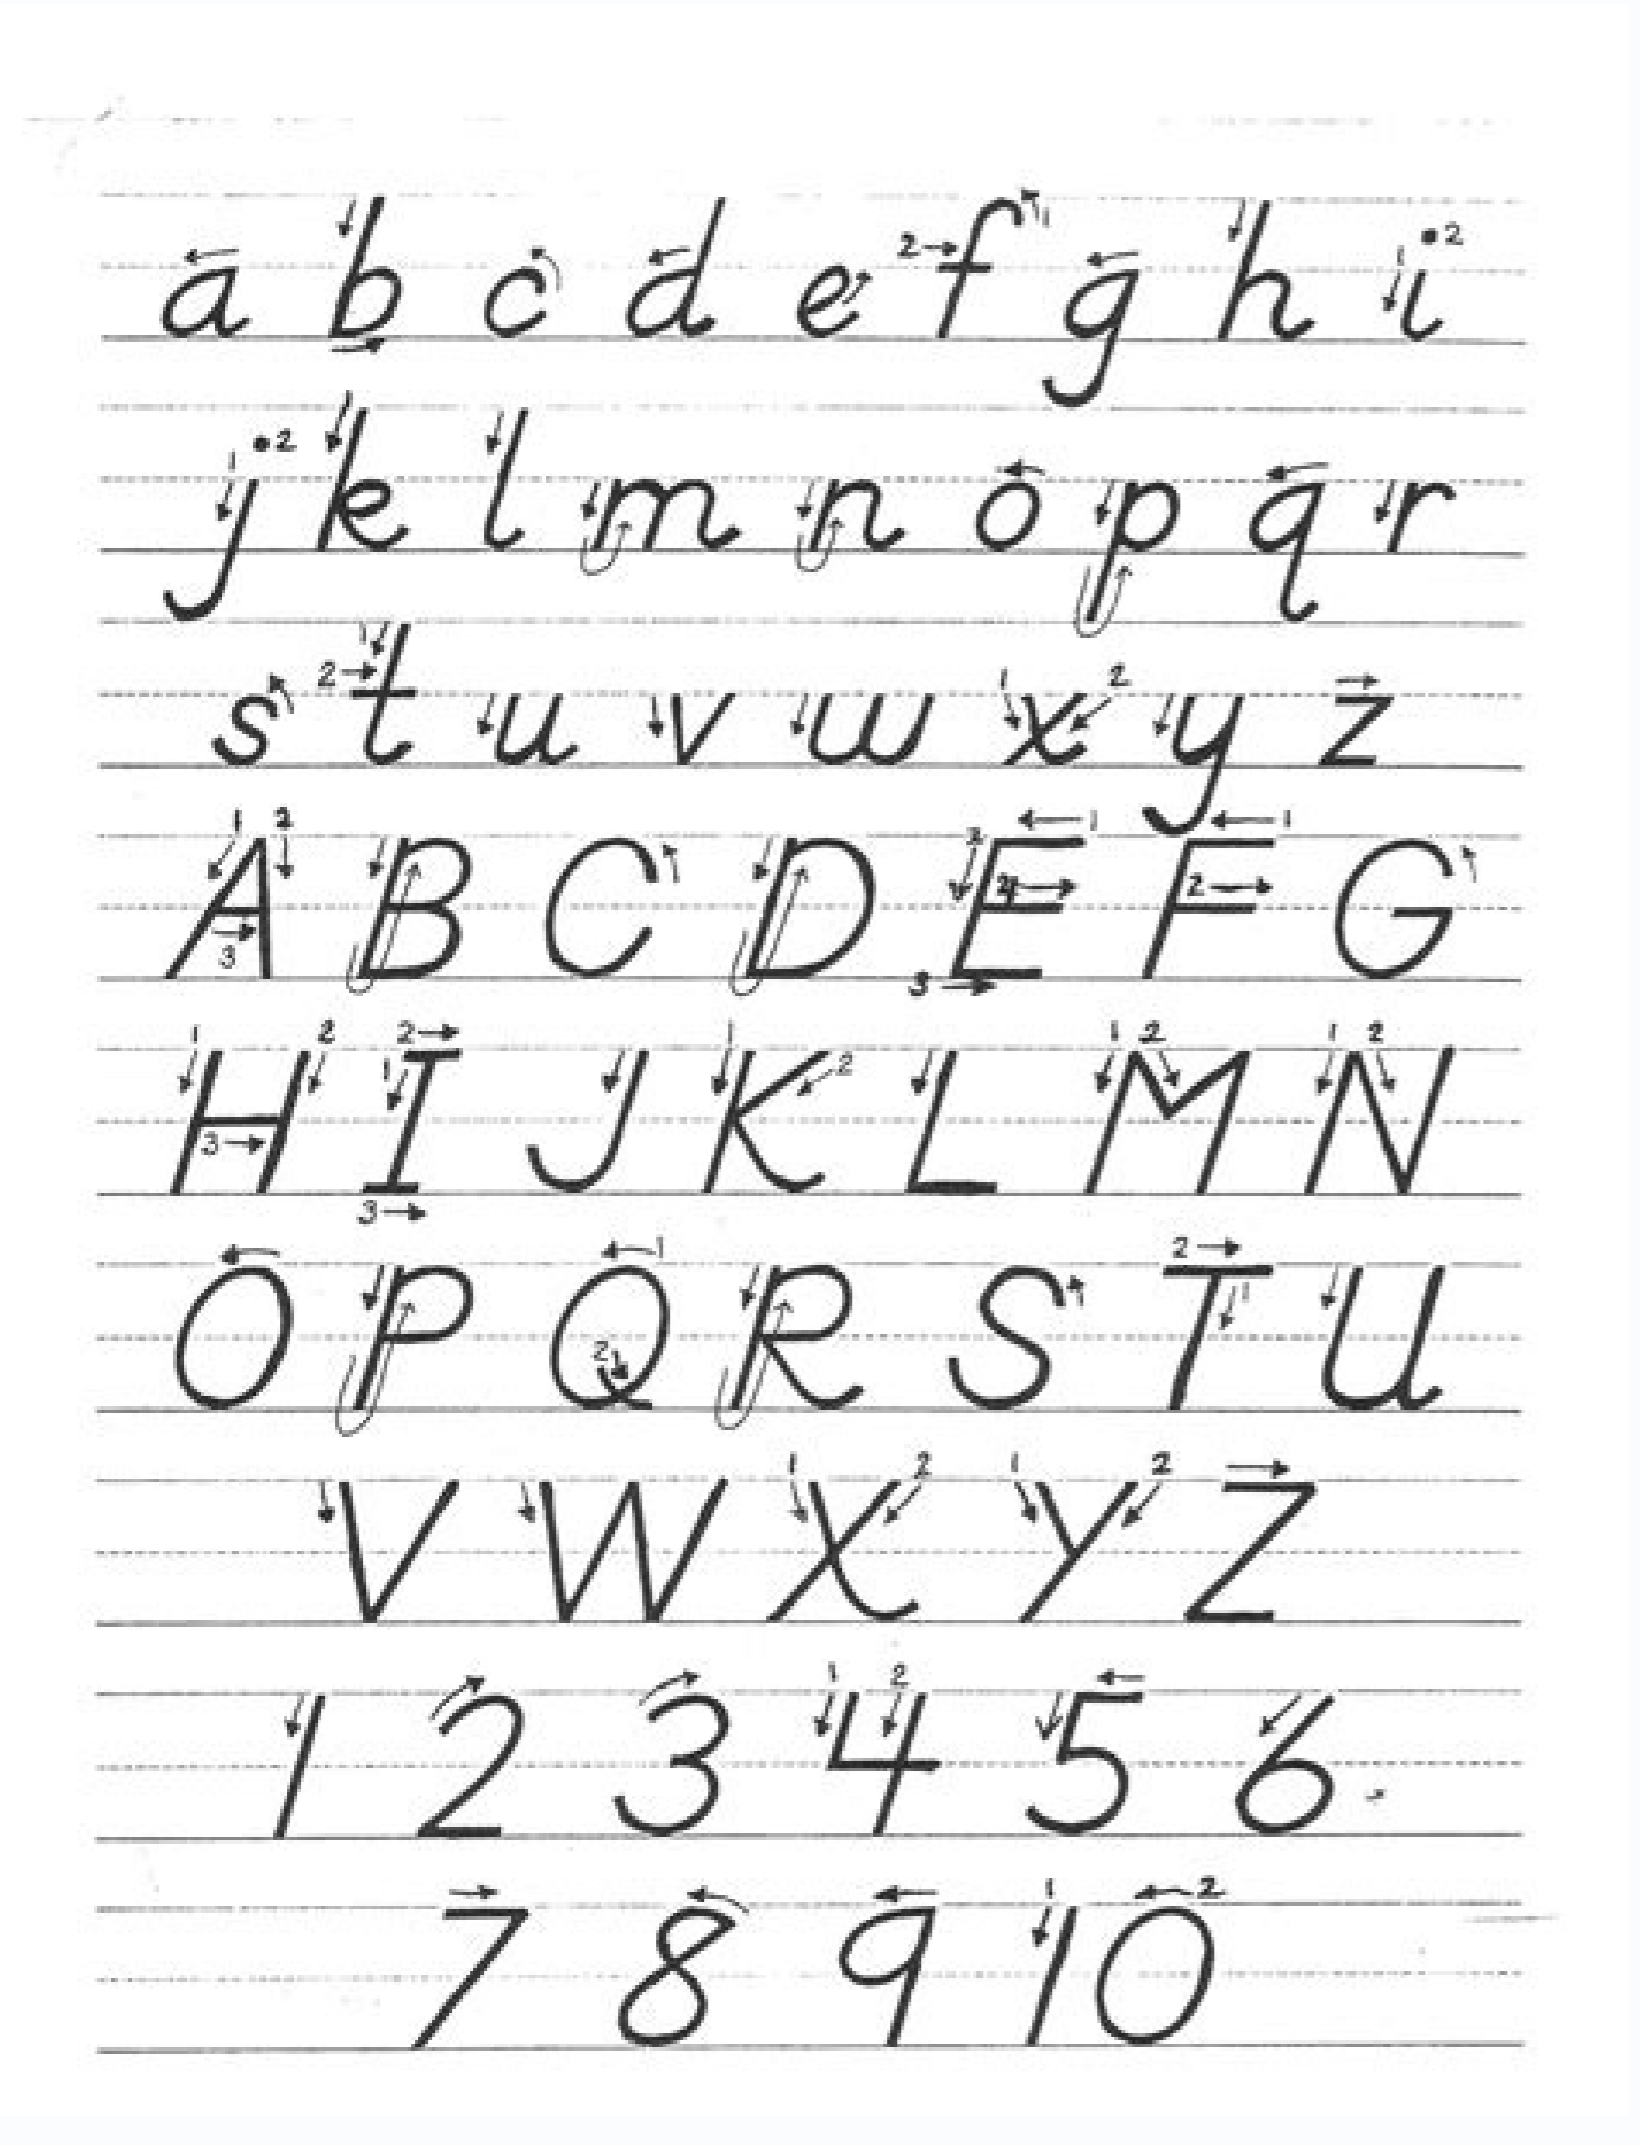 a b c d e f g h i
j k l m n o p q r
s t u v w x y z
A B C D E F G
H I J K L M N
O P Q R S T U
V W X Y Z
1 2 3 4 5 6
7 8 9 10